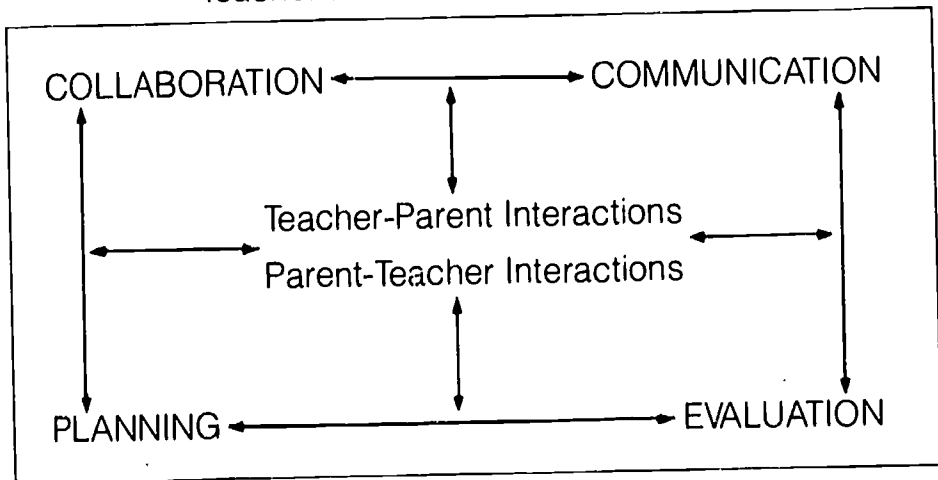 COLLABORATION COMMUNICATION
Teacher-Parent Interactions
Parent-Teacher Interactions
PLANNING EVALUATION